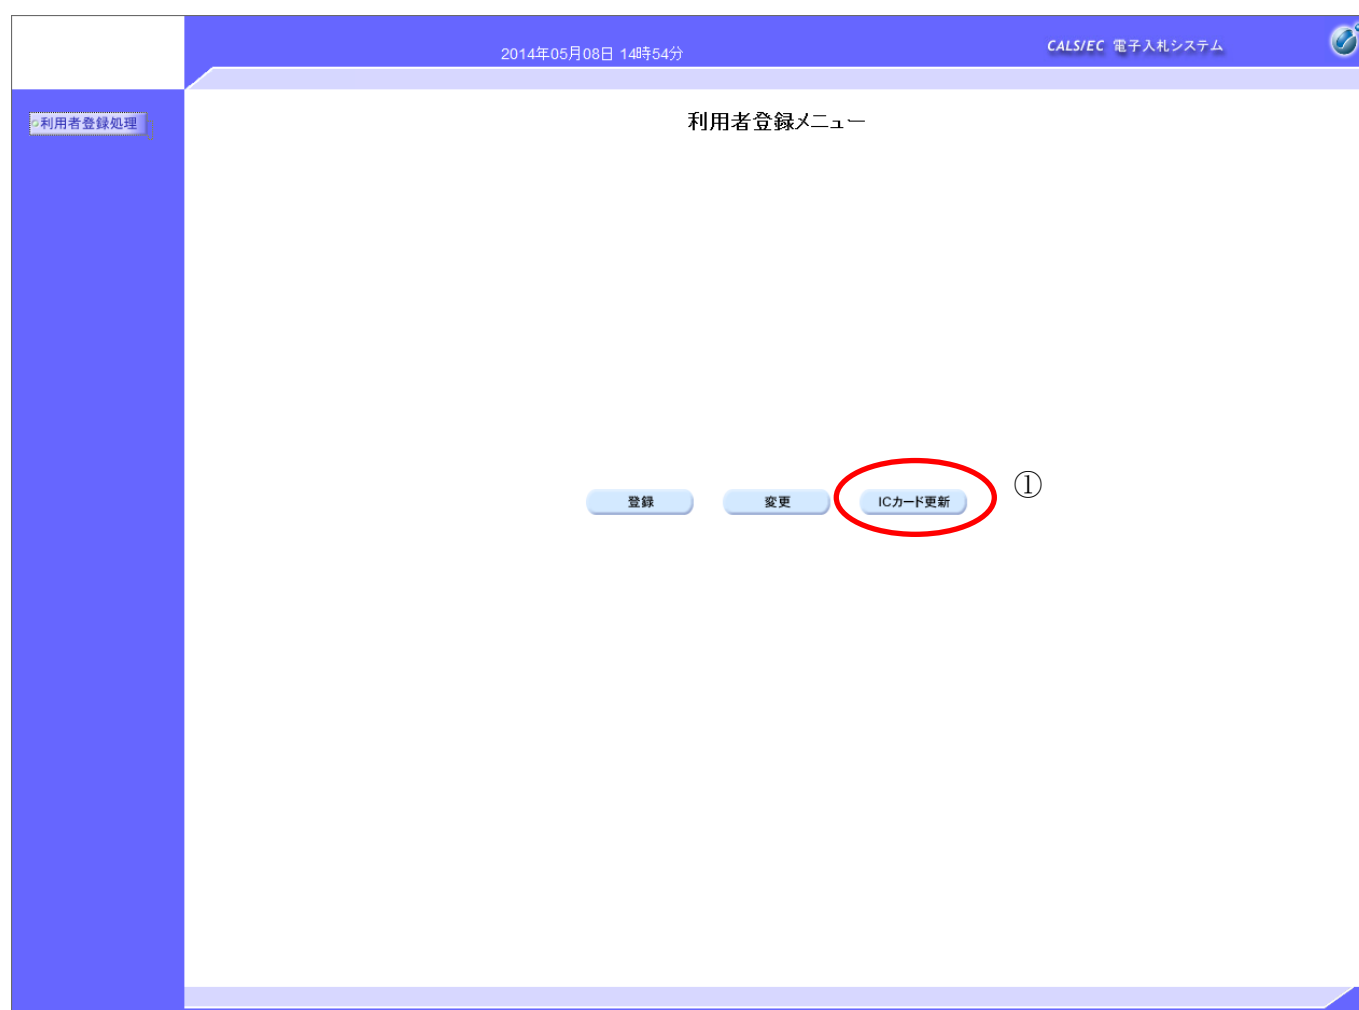 2014年05月08日 14時54分
CALS/EC 電子入札システム
利用者登録処理
利用者登録メニュー
登録
変更
ICカード更新
①